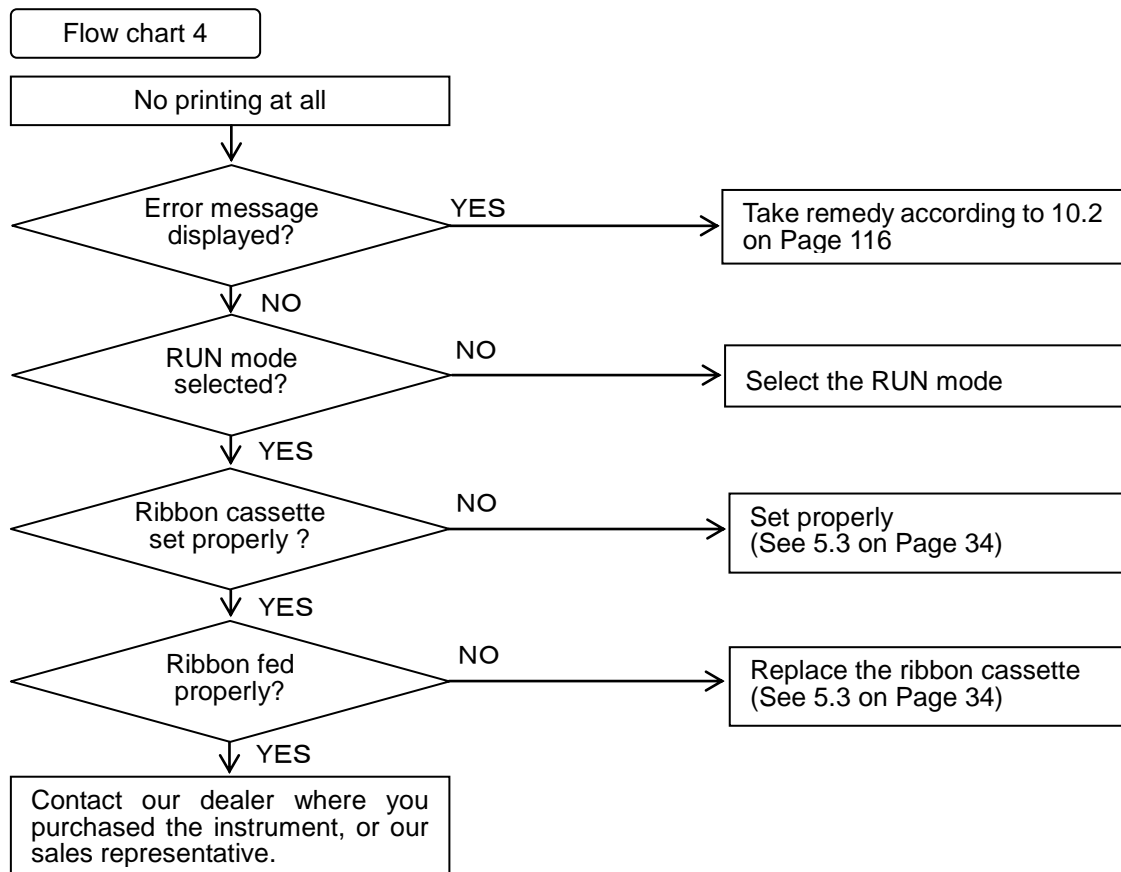 Flow chart 4
No printing at all
Error message
displayed?
YES
Take remedy according to 10.2
on Page 116
NO
RUN mode
selected?
NO
Select the RUN mode
YES
Ribbon cassette
set properly ?
NO
Set properly
(See 5.3 on Page 34)
YES
Ribbon fed
properly?
NO
Replace the ribbon cassette
(See 5.3 on Page 34)
YES
Contact our dealer where you
purchased the instrument, or our
sales representative.